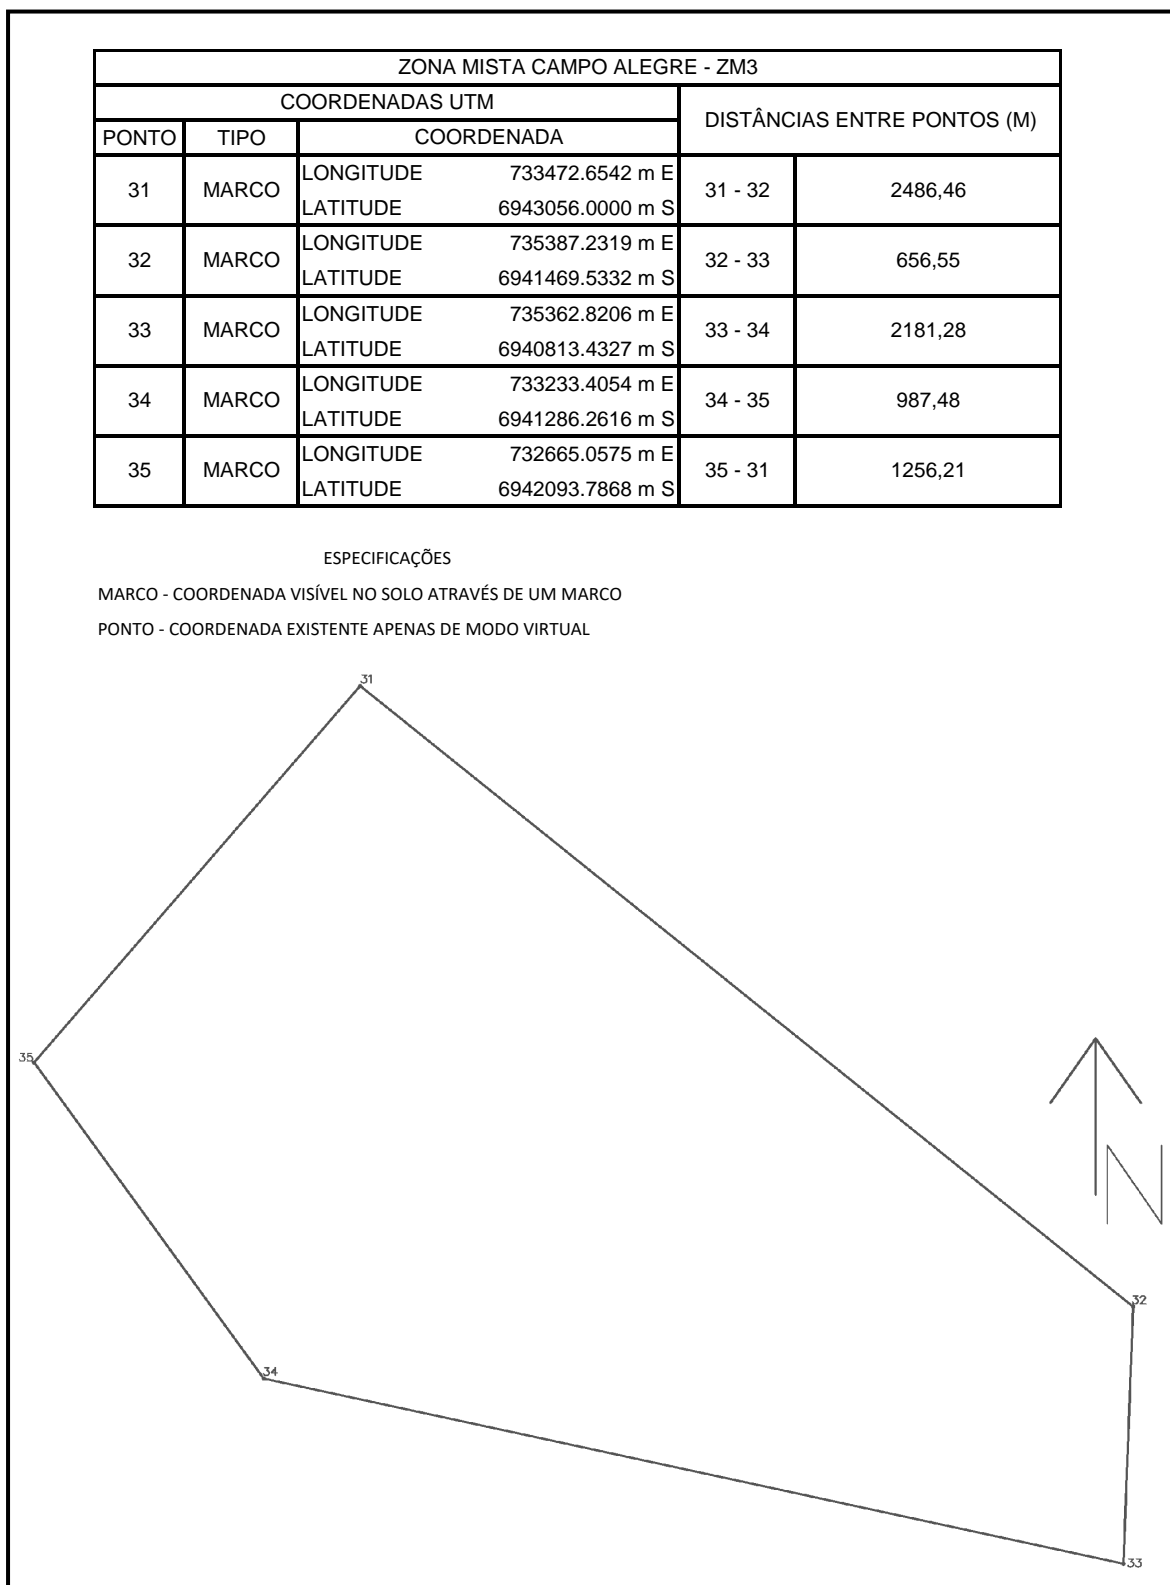 ZONA MISTA CAMPO ALEGRE - ZM3
COORDENADAS UTM
DISTÂNCIAS ENTRE PONTOS (M)
PONTO TIPO COORDENADA
31 MARCO LONGITUDE 733472.6542 m E
LATITUDE 6943056.0000 m S
31 - 32 2486,46
32 MARCO LONGITUDE 735387.2319 m E
LATITUDE 6941469.5332 m S
32 - 33 656,55
33 MARCO LONGITUDE 735362.8206 m E
LATITUDE 6940813.4327 m S
33 - 34 2181,28
34 MARCO LONGITUDE 733233.4054 m E
LATITUDE 6941286.2616 m S
34 - 35 987,48
35 MARCO LONGITUDE 732665.0575 m E
LATITUDE 6942093.7868 m S
35 - 31 1256,21
ESPECIFICAÇÕES
MARCO - COORDENADA VISÍVEL NO SOLO ATRAVÉS DE UM MARCO
PONTO - COORDENADA EXISTENTE APENAS DE MODO VIRTUAL
31
35
N
32
34
33